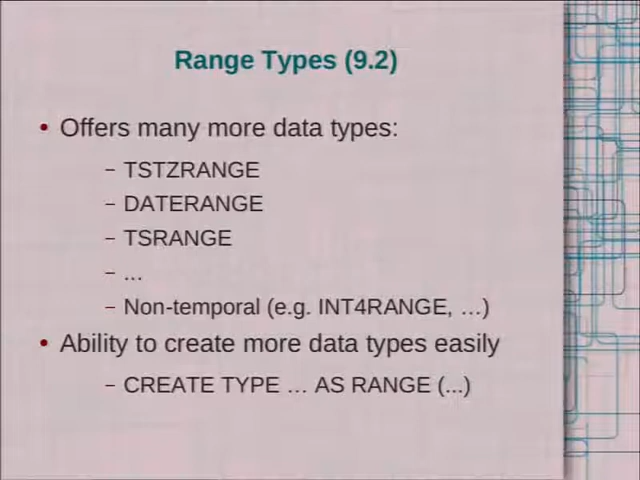 Range Types (9.2)
• Offers many more data types:
– TSTZRANGE
– DATERANGE
– TSRANGE
– ...
– Non-temporal (e.g. INT4RANGE, …)
• Ability to create more data types easily
– CREATE TYPE … AS RANGE (...)